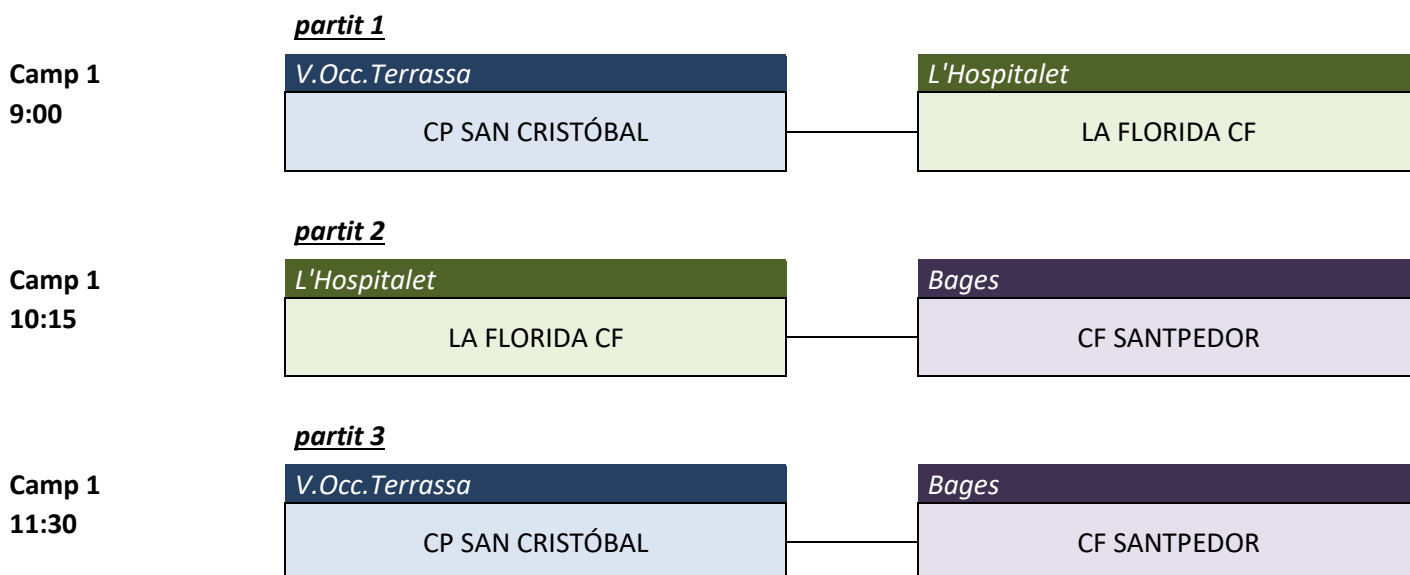 partit 1
Camp 1
9:00
V.Occ.Terrassa
L'Hospitalet
CP SAN CRISTÓBAL
LA FLORIDA CF
partit 2
Camp 1
10:15
L'Hospitalet
Bages
LA FLORIDA CF
CF SANTPEDOR
partit 3
Camp 1
11:30
V.Occ.Terrassa
Bages
CP SAN CRISTÓBAL
CF SANTPEDOR